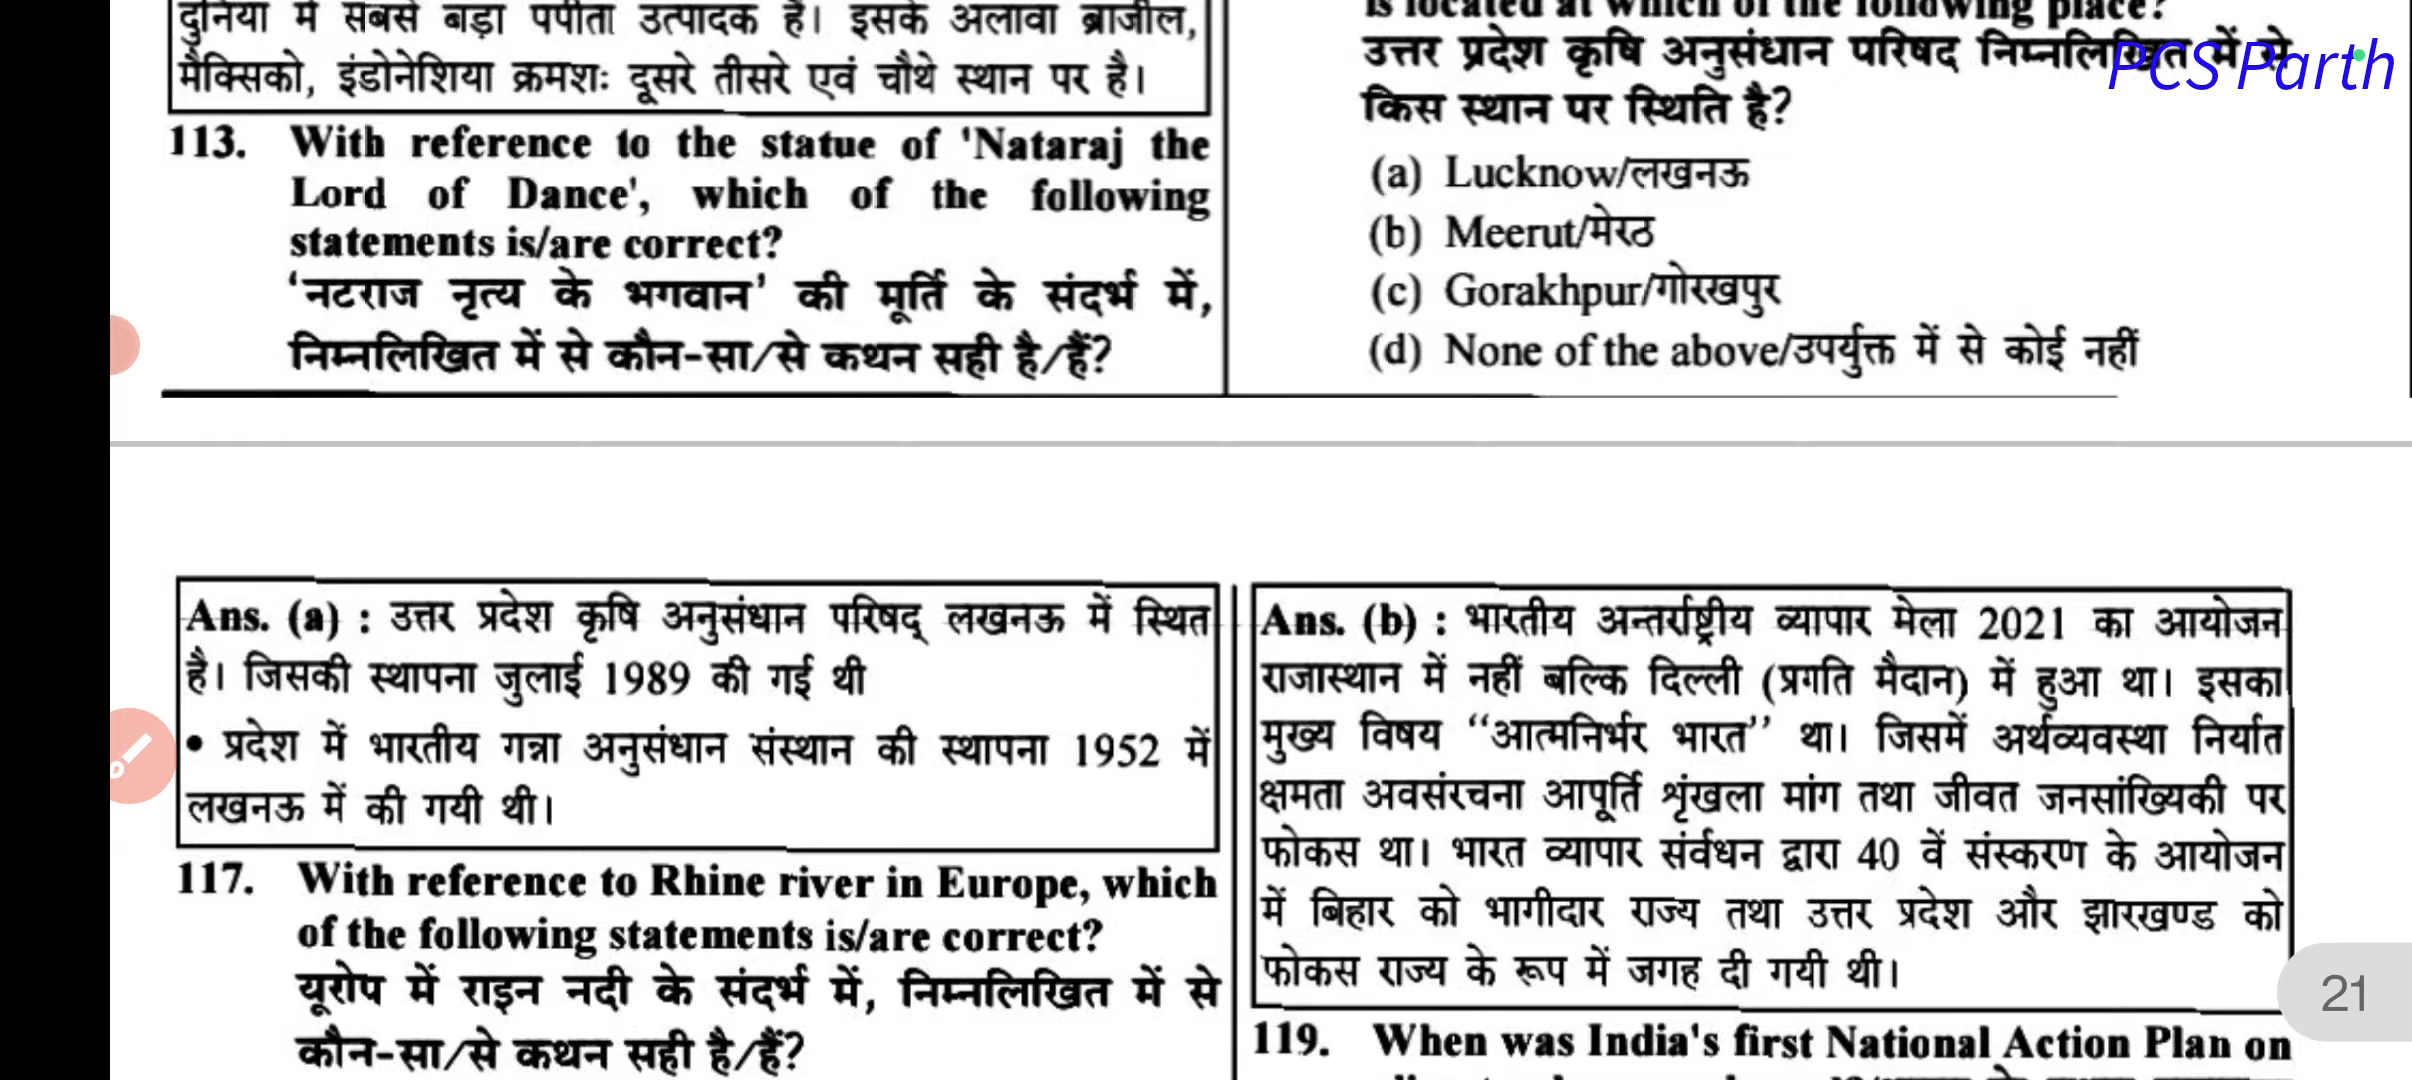 दुनिया में सबसे बड़ा पपीता उत्पादक है। इसके अलावा ब्राजील,
मैक्सिको, इंडोनेशिया क्रमशः दूसरे तीसरे एवं चौथे स्थान पर है।
113. With reference to the statue of 'Nataraj the
Lord of Dance', which of the following
statements is/are correct?
‘नटराज नृत्य के भगवान’ की मूर्ति के संदर्भ में,
निम्नलिखित में से कौन-सा/से कथन सही है/हैं?
is located at which of the following place?
उत्तर प्रदेश कृषि अनुसंधान परिषद निम्नलिखित में से
किस स्थान पर स्थिति है?
(a) Lucknow/लखनऊ
(b) Meerut/मेरठ
(c) Gorakhpur/गोरखपुर
(d) None of the above/उपर्युक्त में से कोई नहीं
PCS Parth
Ans. (a) : उत्तर प्रदेश कृषि अनुसंधान परिषद् लखनऊ में स्थित
है। जिसकी स्थापना जुलाई 1989 की गई थी
• प्रदेश में भारतीय गन्ना अनुसंधान संस्थान की स्थापना 1952 में
लखनऊ में की गयी थी।
117. With reference to Rhine river in Europe, which
of the following statements is/are correct?
यूरोप में राइन नदी के संदर्भ में, निम्नलिखित में से
कौन-सा/से कथन सही है/हैं?
Ans. (b) : भारतीय अन्तर्राष्ट्रीय व्यापार मेला 2021 का आयोजन
राजास्थान में नहीं बल्कि दिल्ली (प्रगति मैदान) में हुआ था। इसका
मुख्य विषय “आत्मनिर्भर भारत” था। जिसमें अर्थव्यवस्था निर्यात
क्षमता अवसंरचना आपूर्ति शृंखला मांग तथा जीवत जनसांख्यिकी पर
फोकस था। भारत व्यापार संर्वधन द्वारा 40 वें संस्करण के आयोजन
में बिहार को भागीदार राज्य तथा उत्तर प्रदेश और झारखण्ड को
फोकस राज्य के रूप में जगह दी गयी थी।
119. When was India's first National Action Plan on
21